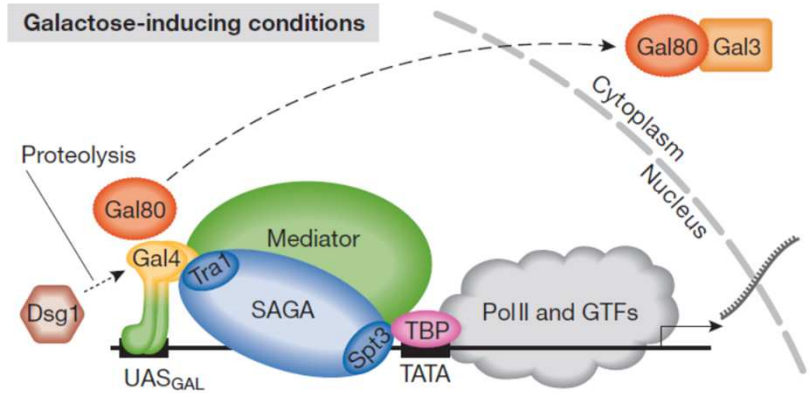 Galactose-inducing conditions
Gal80 Gal3
Cytoplasm
Nucleus
Proteolysis
Gal80
Mediator
Gal4
Tra1
Dsg1
SAGA
PolII and GTFs
TBP
Spt3
UASGAL
TATA